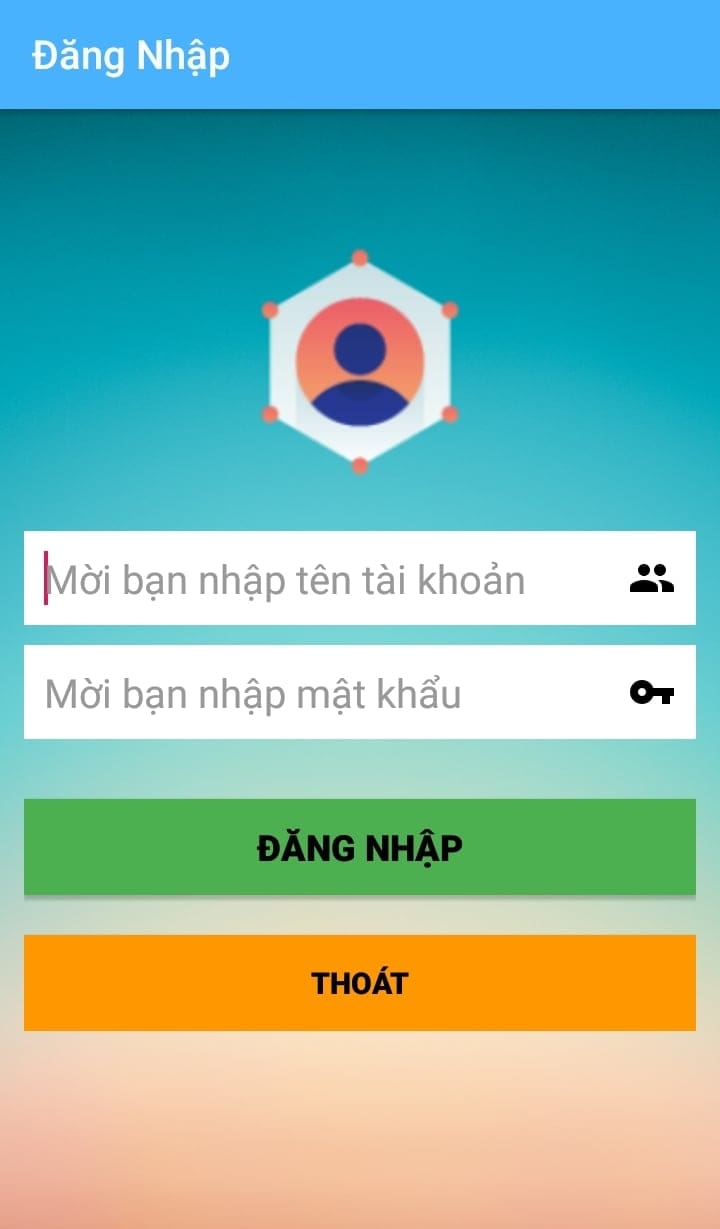 Đăng Nhập
Mời bạn nhập tên tài khoản
Mời bạn nhập mật khẩu
ĐĂNG NHẬP
THOÁT